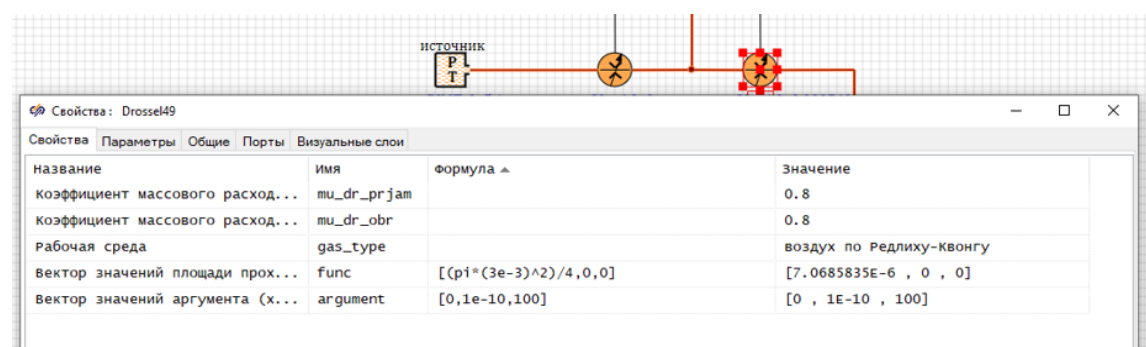 источник
P
T
Свойства: Drossel49
Свойства Параметры Общие Порты Визуальные слои
Название Имя Формула Значение
Коэффициент массового расход... mu_dr_prjam 0.8
Коэффициент массового расход... mu_dr_obr 0.8
Рабочая среда gas_type воздух по Редлиху-Квонгу
Вектор значений площади прох... func [(pi*(3e-3)^2)/4,0,0] [7.0685835E-6 , 0 , 0]
Вектор значений аргумента (x... argument [0,1e-10,100] [0 , 1E-10 , 100]